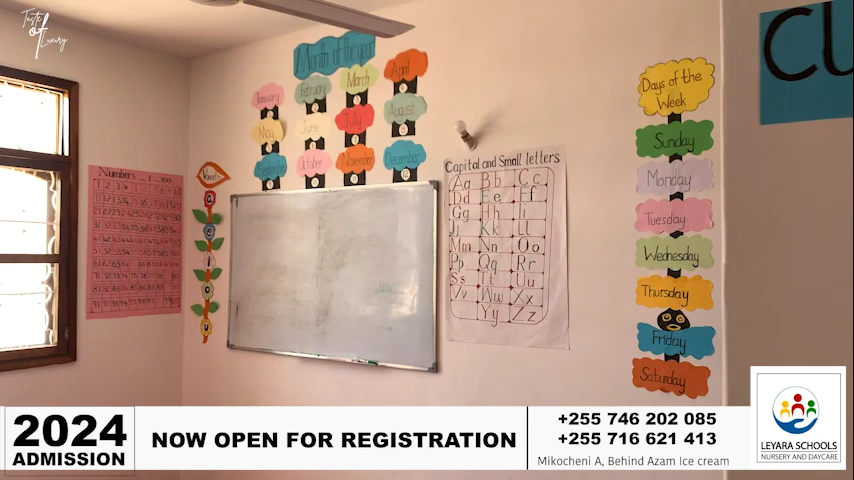 Taste
of
Luxury
Month of the year
January
February
March
April
May
June
July
August
September
October
November
December
Numbers 1 - 100
Vowels
a
e
i
o
u
Capital and Small letters
Aa Bb Cc
Dd Ee Ff
Gg Hh Ii
Jj Kk Ll
Mm Nn Oo
Pp Qq Rr
Ss Tt Uu
Vv Ww Xx
Yy Zz
Days of the
Week
Sunday
Monday
Tuesday
Wednesday
Thursday
Friday
Saturday
2024
ADMISSION
NOW OPEN FOR REGISTRATION
+255 746 202 085
+255 716 621 413
Mikocheni A, Behind Azam Ice cream
LEYARA SCHOOLS
NURSERY AND DAYCARE